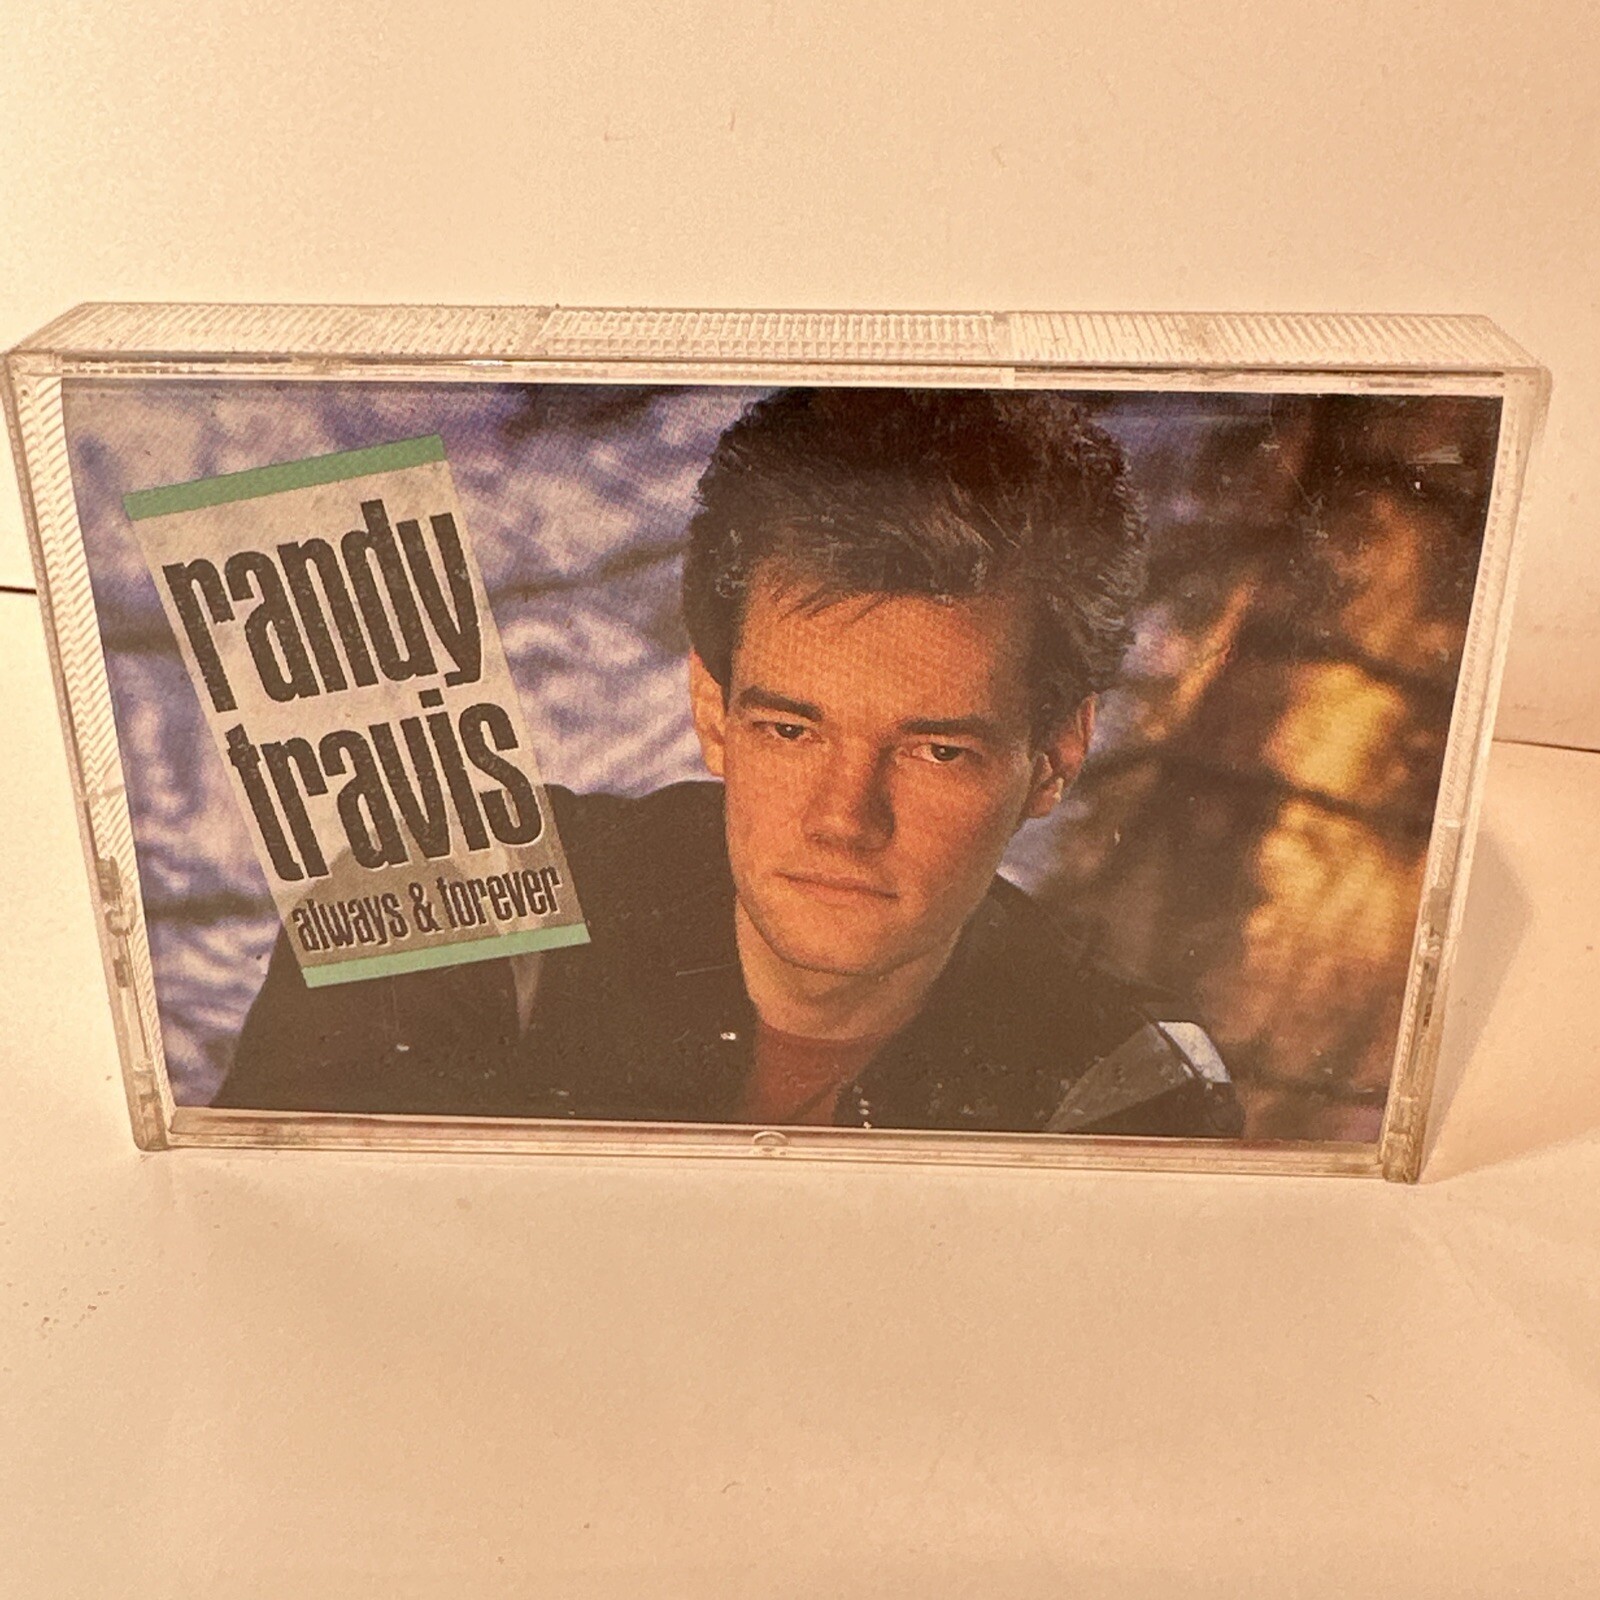 randy
travis
always & forever